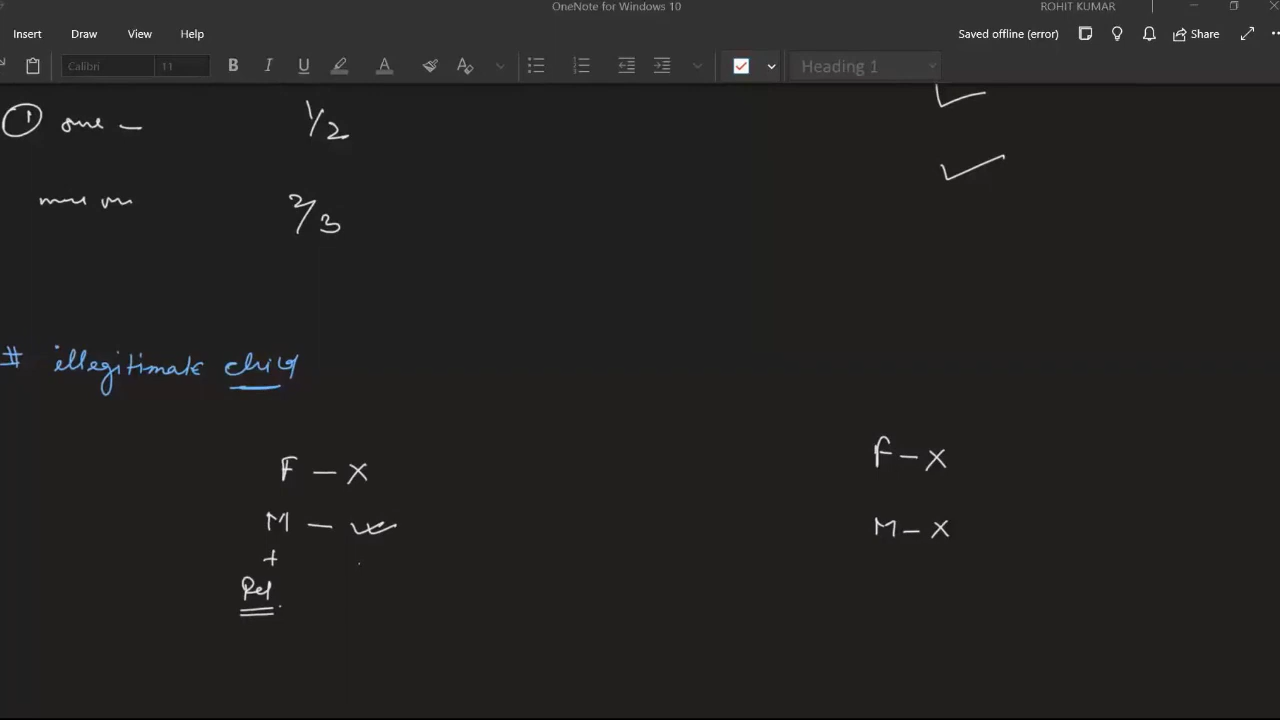 OneNote for Windows 10
ROHIT KUMAR
Insert Draw View Help
Saved offline (error)
Share
Calibri 11 B I U A Heading 1
① one – 1/2
more 2/3
# illegitimate child
F – X F – X
M – ✓ M – X
+
Rel